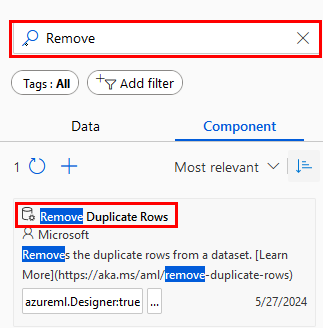 Remove
Tags : All
Add filter
Data Component
1 Most relevant
Remove Duplicate Rows
Microsoft
Removes the duplicate rows from a dataset. [Learn
More](https://aka.ms/aml/remove-duplicate-rows)
azureml.Designer:true ... 5/27/2024